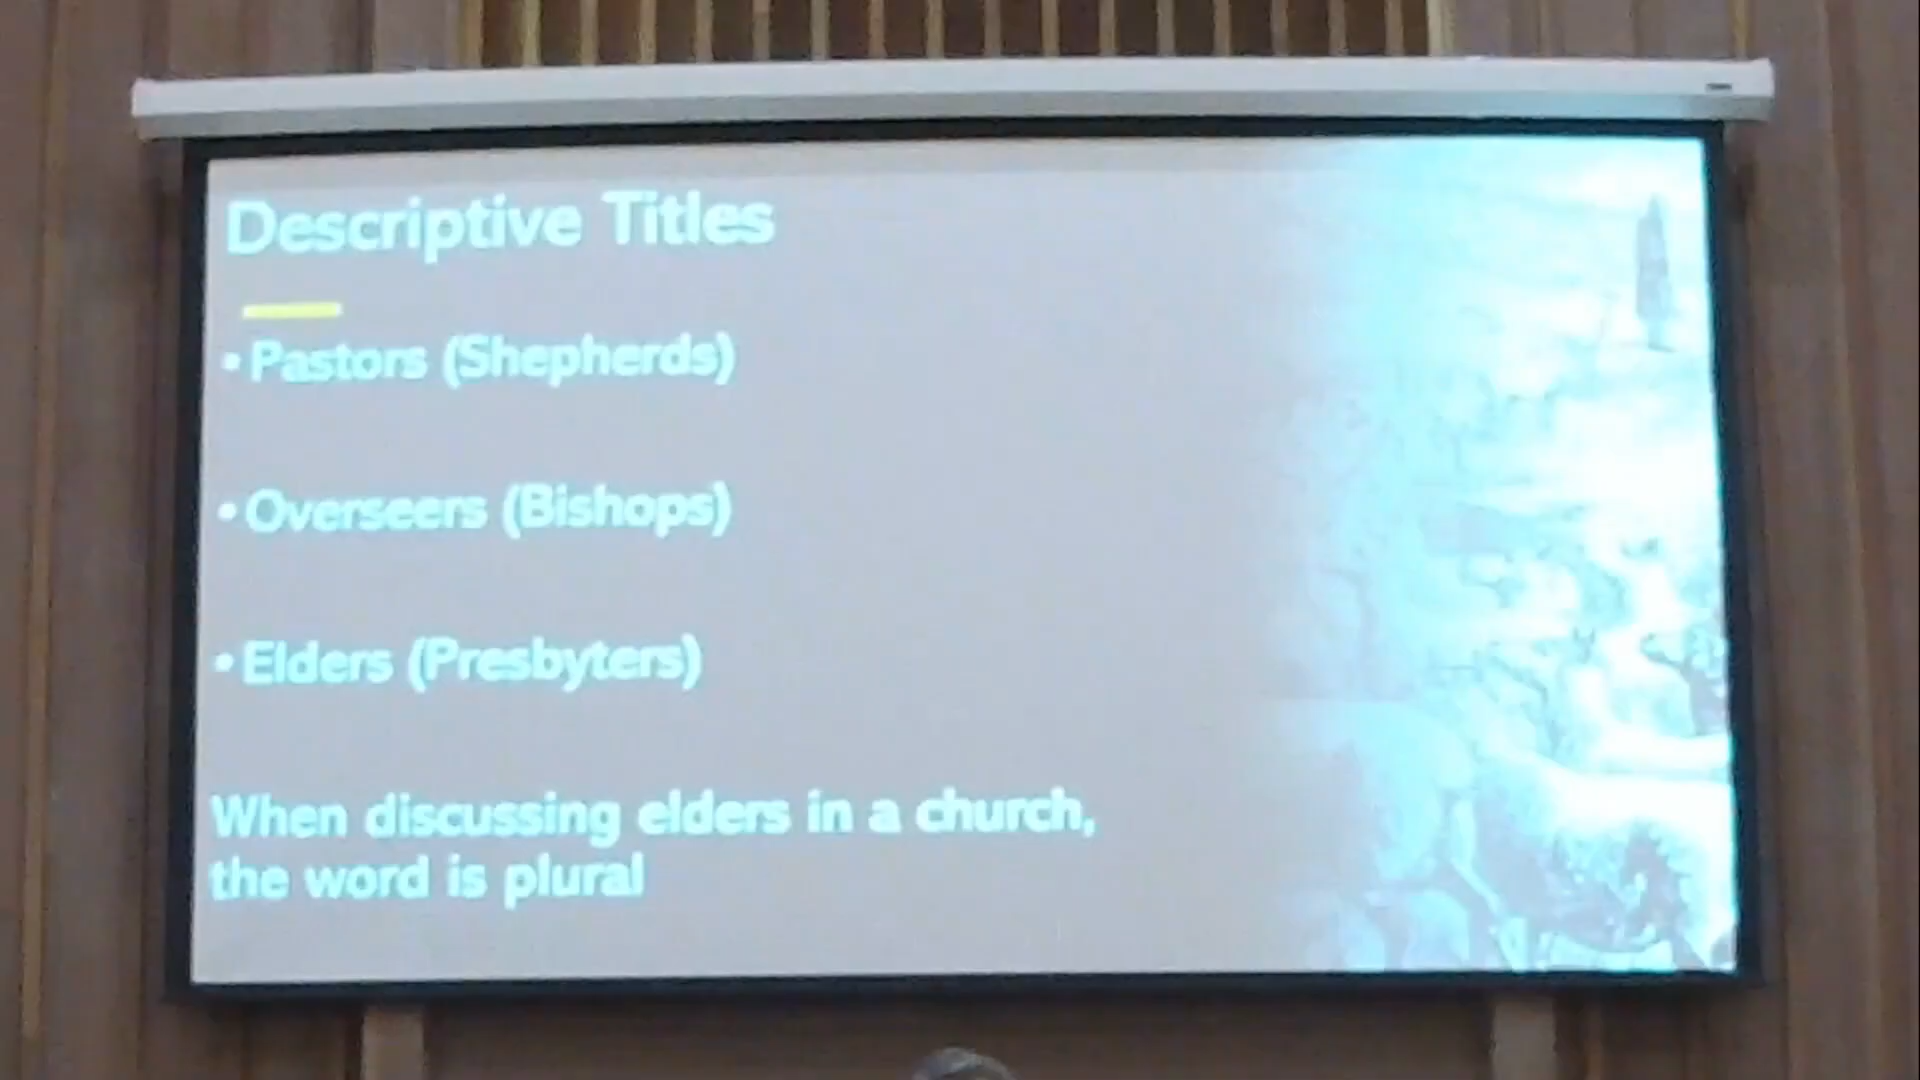 Descriptive Titles
• Pastors (Shepherds)
• Overseers (Bishops)
• Elders (Presbyters)
When discussing elders in a church,
the word is plural